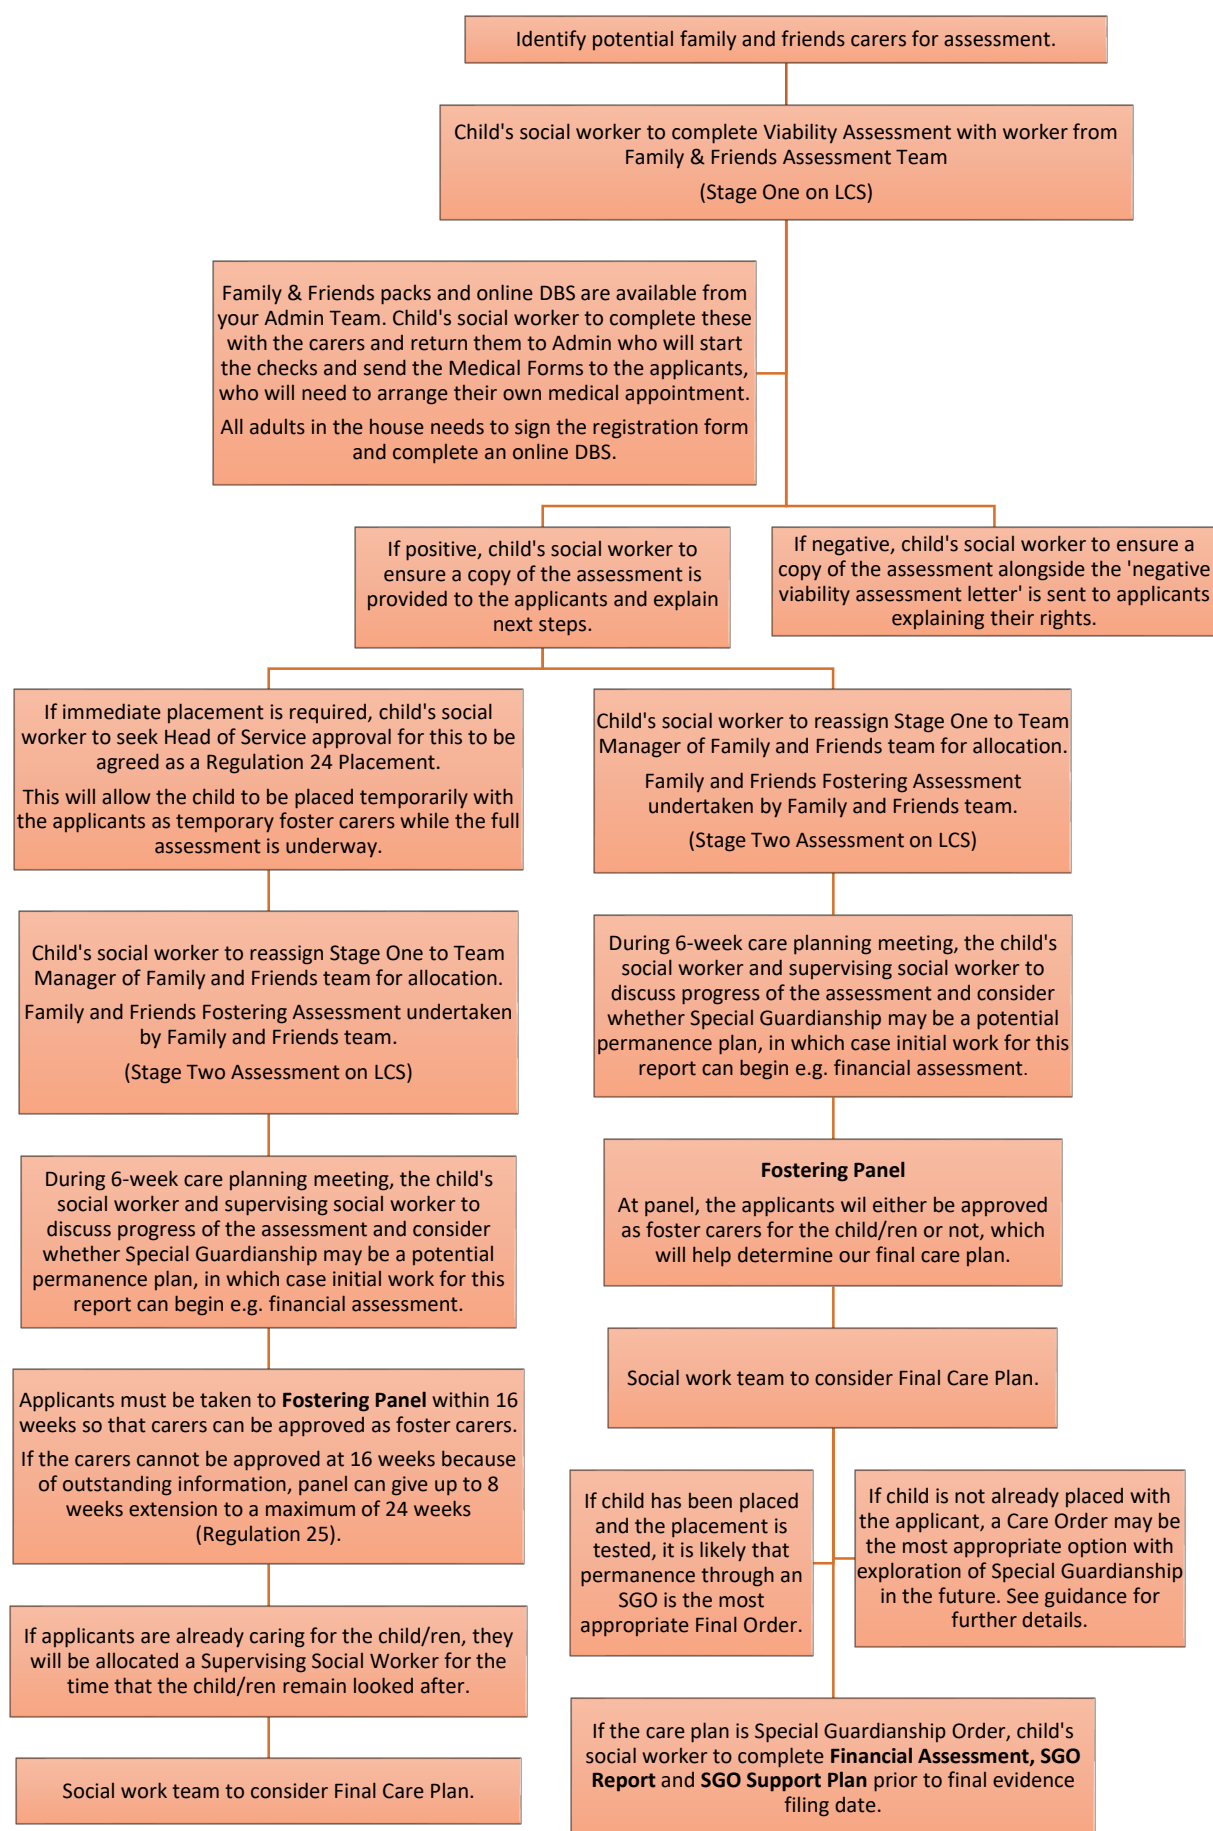 Identify potential family and friends carers for assessment.
Child's social worker to complete Viability Assessment with worker from
Family & Friends Assessment Team
(Stage One on LCS)
Family & Friends packs and online DBS are available from
your Admin Team. Child's social worker to complete these
with the carers and return them to Admin who will start
the checks and send the Medical Forms to the applicants,
who will need to arrange their own medical appointment.
All adults in the house needs to sign the registration form
and complete an online DBS.
If positive, child's social worker to
ensure a copy of the assessment is
provided to the applicants and explain
next steps.
If negative, child's social worker to ensure a
copy of the assessment alongside the 'negative
viability assessment letter' is sent to applicants
explaining their rights.
If immediate placement is required, child's social
worker to seek Head of Service approval for this to be
agreed as a Regulation 24 Placement.
This will allow the child to be placed temporarily with
the applicants as temporary foster carers while the full
assessment is underway.
Child's social worker to reassign Stage One to Team
Manager of Family and Friends team for allocation.
Family and Friends Fostering Assessment undertaken
by Family and Friends team.
(Stage Two Assessment on LCS)
During 6-week care planning meeting, the child's
social worker and supervising social worker to
discuss progress of the assessment and consider
whether Special Guardianship may be a potential
permanence plan, in which case initial work for this
report can begin e.g. financial assessment.
Applicants must be taken to Fostering Panel within 16
weeks so that carers can be approved as foster carers.
If the carers cannot be approved at 16 weeks because
of outstanding information, panel can give up to 8
weeks extension to a maximum of 24 weeks
(Regulation 25).
If applicants are already caring for the child/ren, they
will be allocated a Supervising Social Worker for the
time that the child/ren remain looked after.
Social work team to consider Final Care Plan.
Child's social worker to reassign Stage One to Team
Manager of Family and Friends team for allocation.
Family and Friends Fostering Assessment
undertaken by Family and Friends team.
(Stage Two Assessment on LCS)
During 6-week care planning meeting, the child's
social worker and supervising social worker to
discuss progress of the assessment and consider
whether Special Guardianship may be a potential
permanence plan, in which case initial work for this
report can begin e.g. financial assessment.
Fostering Panel
At panel, the applicants wil either be approved
as foster carers for the child/ren or not, which
will help determine our final care plan.
Social work team to consider Final Care Plan.
If child has been placed
and the placement is
tested, it is likely that
permanence through an
SGO is the most
appropriate Final Order.
If child is not already placed with
the applicant, a Care Order may be
the most appropriate option with
exploration of Special Guardianship
in the future. See guidance for
further details.
If the care plan is Special Guardianship Order, child's
social worker to complete Financial Assessment, SGO
Report and SGO Support Plan prior to final evidence
filing date.